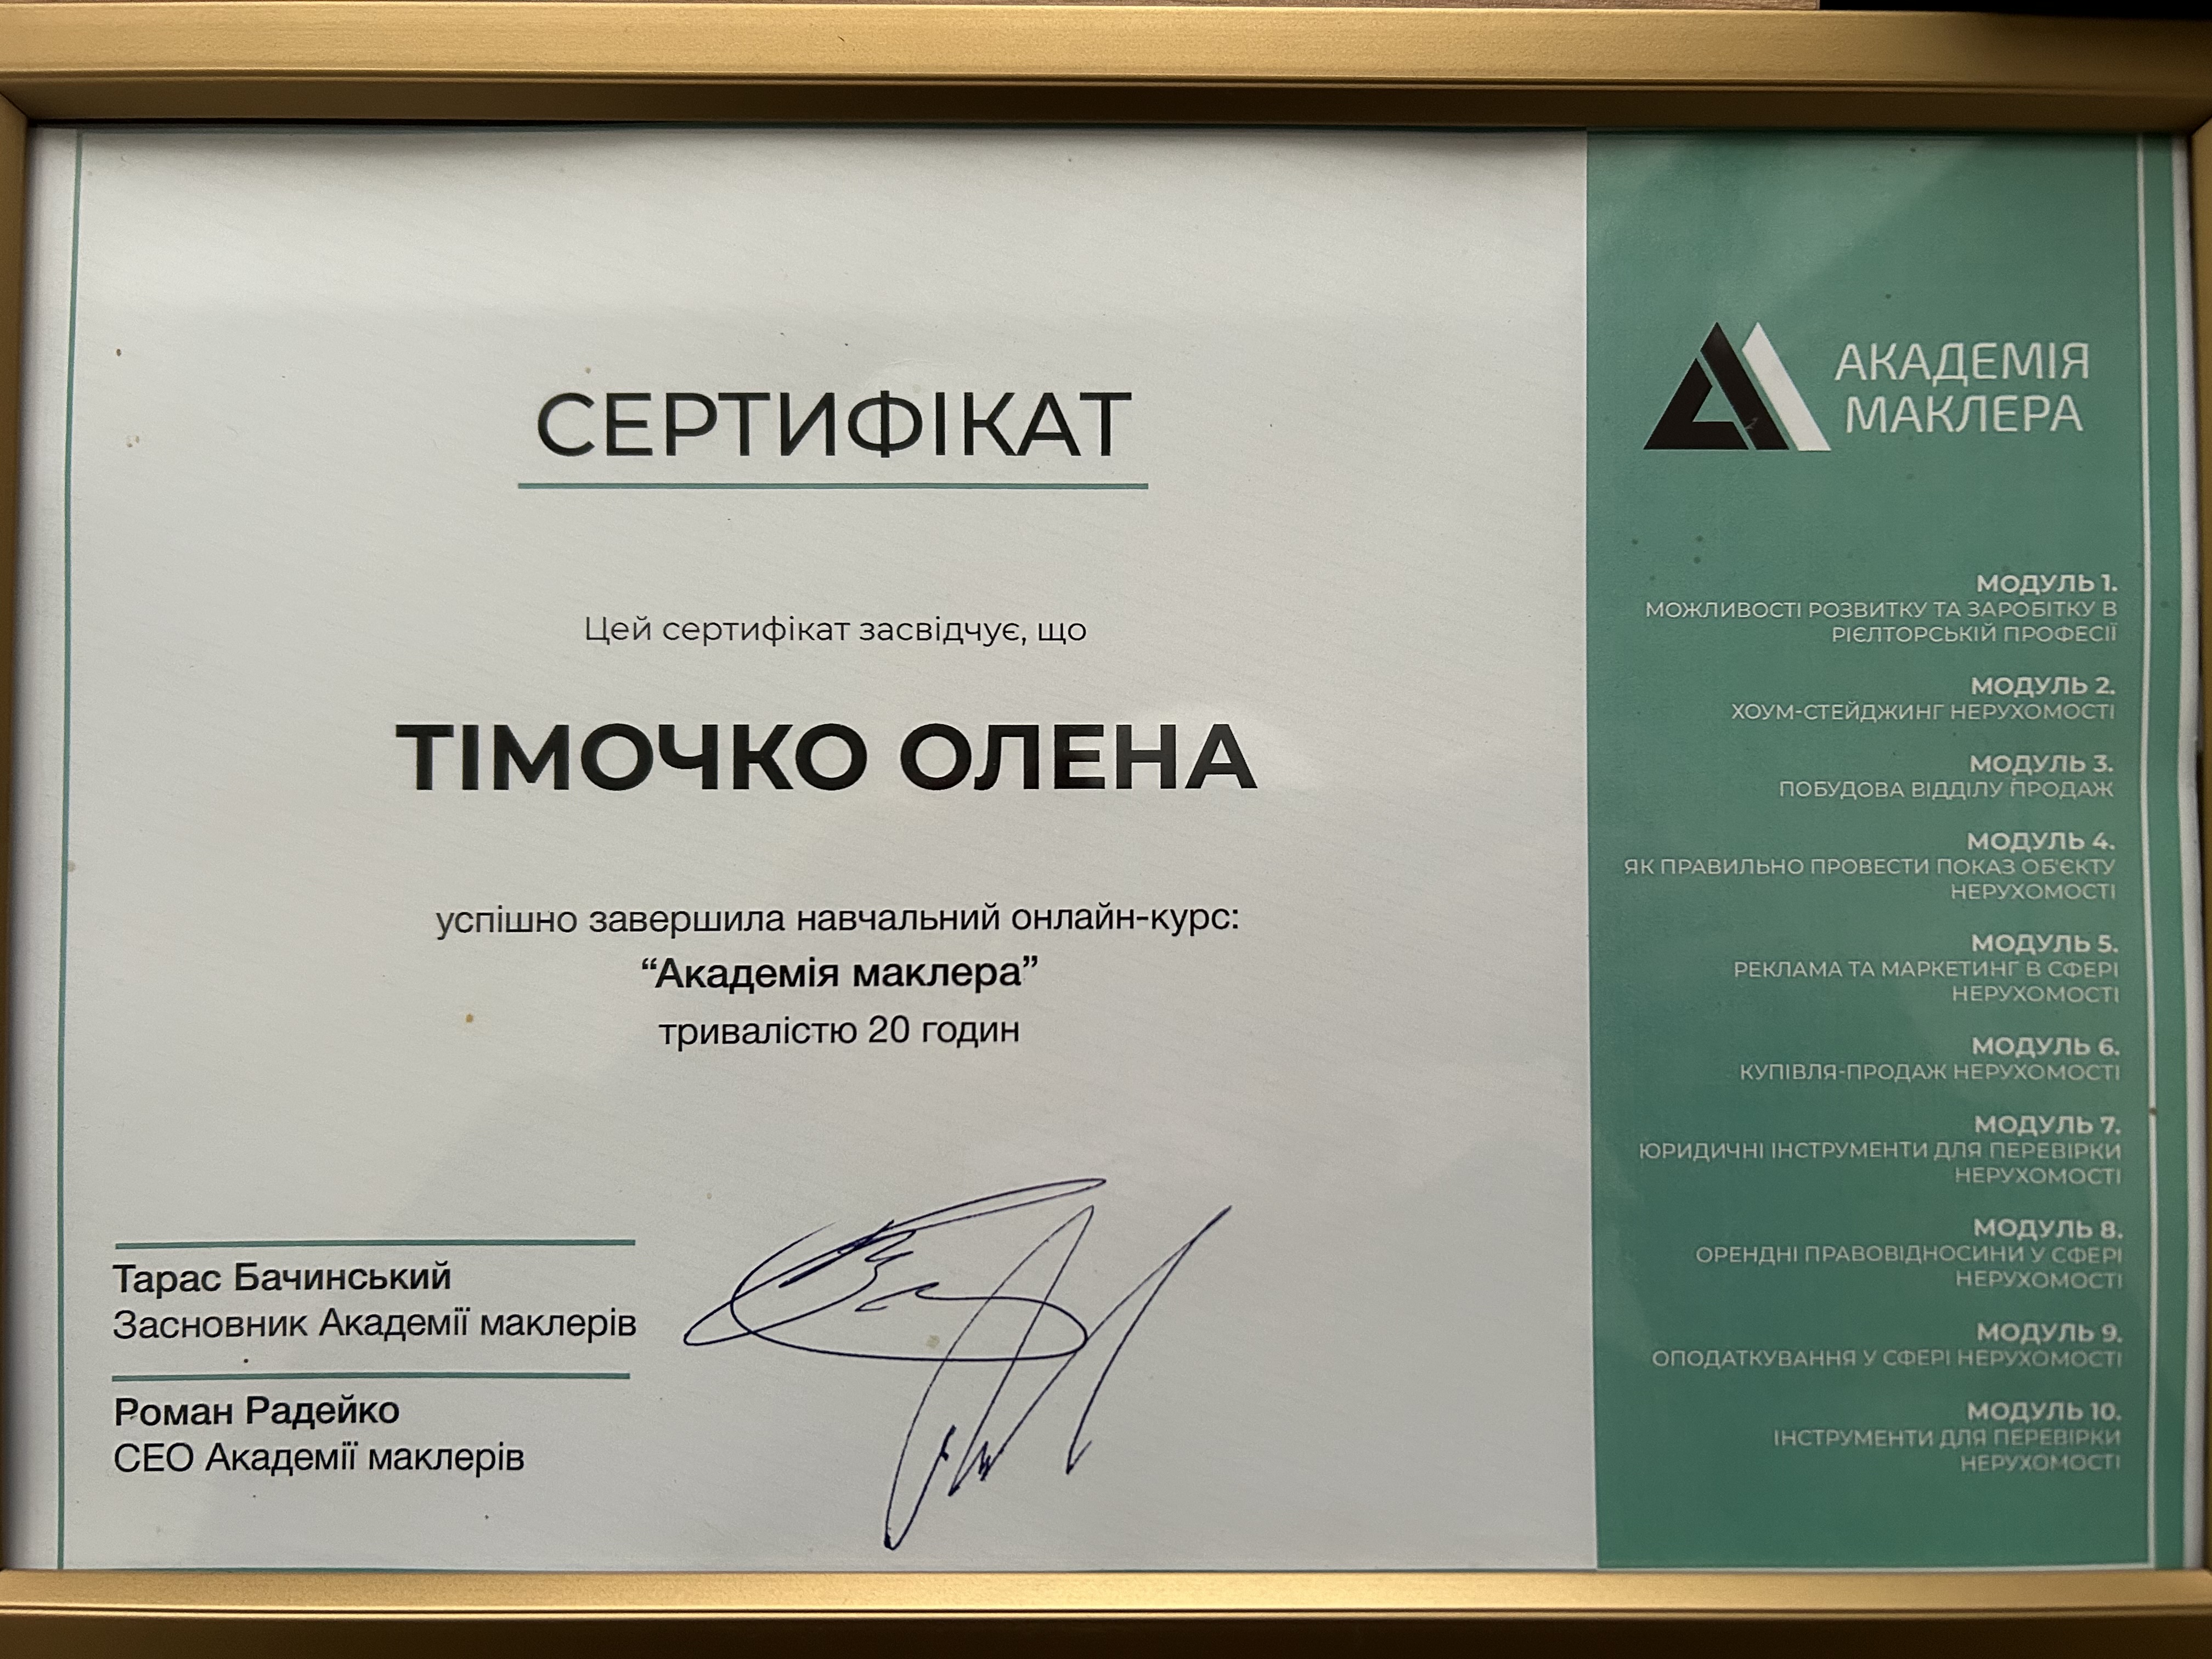 СЕРТИФІКАТ
Цей сертифікат засвідчує, що
ТІМОЧКО ОЛЕНА
успішно завершила навчальний онлайн-курс:
“Академія маклера”
тривалістю 20 годин
Тарас Бачинський
Засновник Академії маклерів
Роман Радейко
СЕО Академії маклерів
АКАДЕМІЯ
МАКЛЕРА
МОДУЛЬ 1.
МОЖЛИВОСТІ РОЗВИТКУ ТА ЗАРОБІТКУ В
РІЄЛТОРСЬКІЙ ПРОФЕСІЇ
МОДУЛЬ 2.
ХОУМ-СТЕЙДЖИНГ НЕРУХОМОСТІ
МОДУЛЬ 3.
ПОБУДОВА ВІДДІЛУ ПРОДАЖ
МОДУЛЬ 4.
ЯК ПРАВИЛЬНО ПРОВЕСТИ ПОКАЗ ОБ'ЄКТУ
НЕРУХОМОСТІ
МОДУЛЬ 5.
РЕКЛАМА ТА МАРКЕТИНГ В СФЕРІ
НЕРУХОМОСТІ
МОДУЛЬ 6.
КУПІВЛЯ-ПРОДАЖ НЕРУХОМОСТІ
МОДУЛЬ 7.
ЮРИДИЧНІ ІНСТРУМЕНТИ ДЛЯ ПЕРЕВІРКИ
НЕРУХОМОСТІ
МОДУЛЬ 8.
ОРЕНДНІ ПРАВОВІДНОСИНИ У СФЕРІ
НЕРУХОМОСТІ
МОДУЛЬ 9.
ОПОДАТКУВАННЯ У СФЕРІ НЕРУХОМОСТІ
МОДУЛЬ 10.
ІНСТРУМЕНТИ ДЛЯ ПЕРЕВІРКИ
НЕРУХОМОСТІ